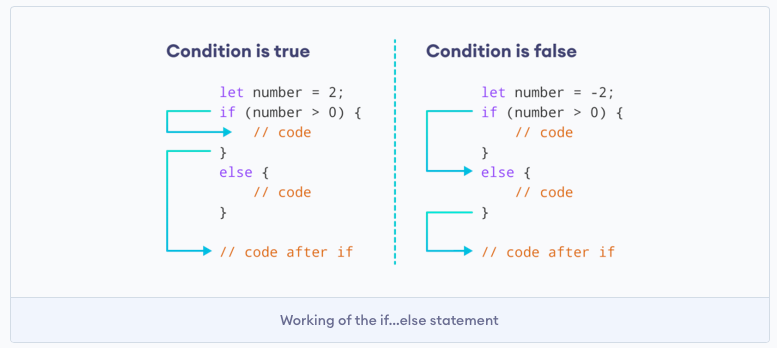 Condition is true
let number = 2;
if (number > 0) {
// code
}
else {
// code
}
// code after if
Condition is false
let number = -2;
if (number > 0) {
// code
}
else {
// code
}
// code after if
Working of the if...else statement